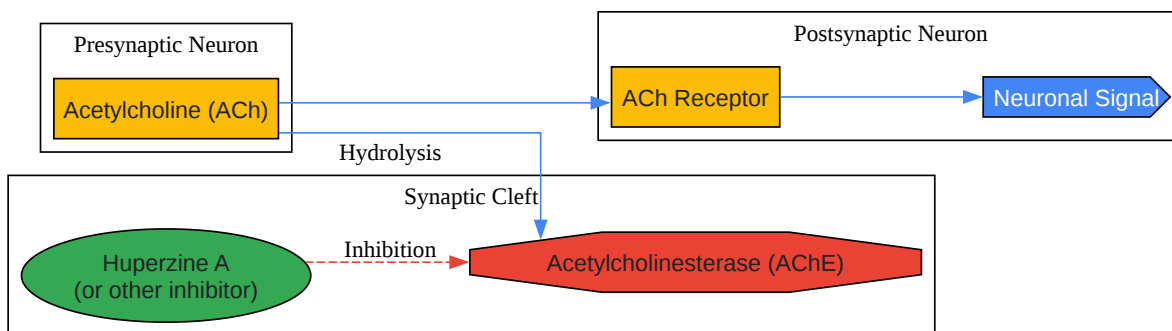 Presynaptic Neuron
Acetylcholine (ACh)
Postsynaptic Neuron
ACh Receptor
Neuronal Signal
Hydrolysis
Synaptic Cleft
Huperzine A
(or other inhibitor)
Inhibition
Acetylcholinesterase (AChE)